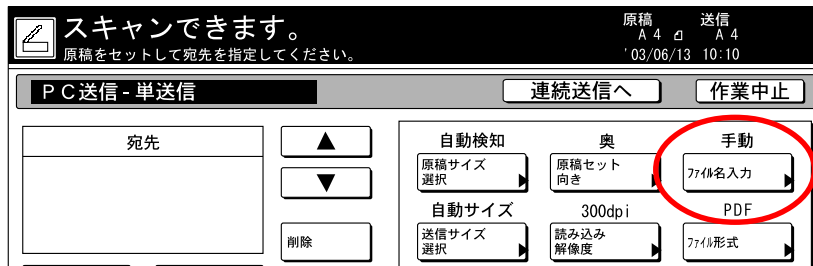 スキャンできます。
原稿をセットして宛先を指定してください。
原稿 送信
A4 A4
'03/06/13 10:10
PC送信-単送信
連続送信へ
作業中止
宛先
▲
▼
削除
自動検知
原稿サイズ
選択
奥
原稿セット
向き
手動
ファイル名入力
自動サイズ
送信サイズ
選択
300dpi
読み込み
解像度
PDF
ファイル形式